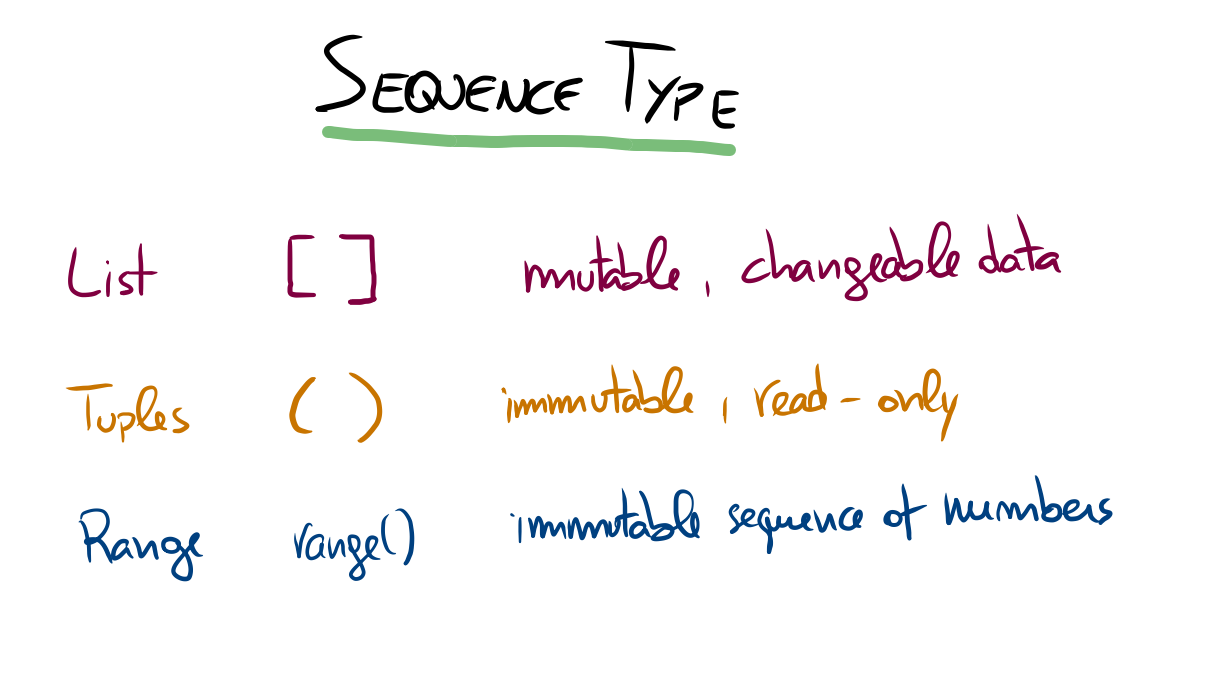 SEQUENCE TYPE
List [ ] mutable, changeable data
Tuples ( ) immutable, read-only
Range range() immutable sequence of numbers